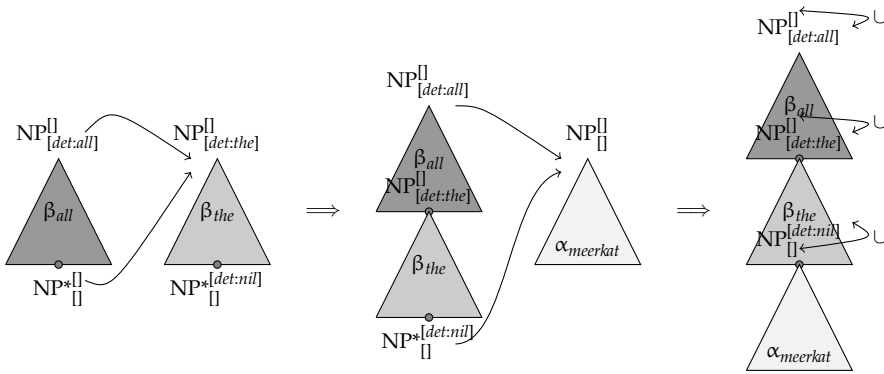 NP[][det:all]
β_all
NP*[][]
NP[][det:the]
β_the
NP*[det:nil][]
⟹
NP[][det:all]
β_all
NP[][det:the]
β_the
NP*[det:nil][]
NP[][]
α_meerkat
⟹
NP[][det:all]
∪
β_all
∪
NP[][det:the]
β_the
NP[det:nil][]
∪
α_meerkat